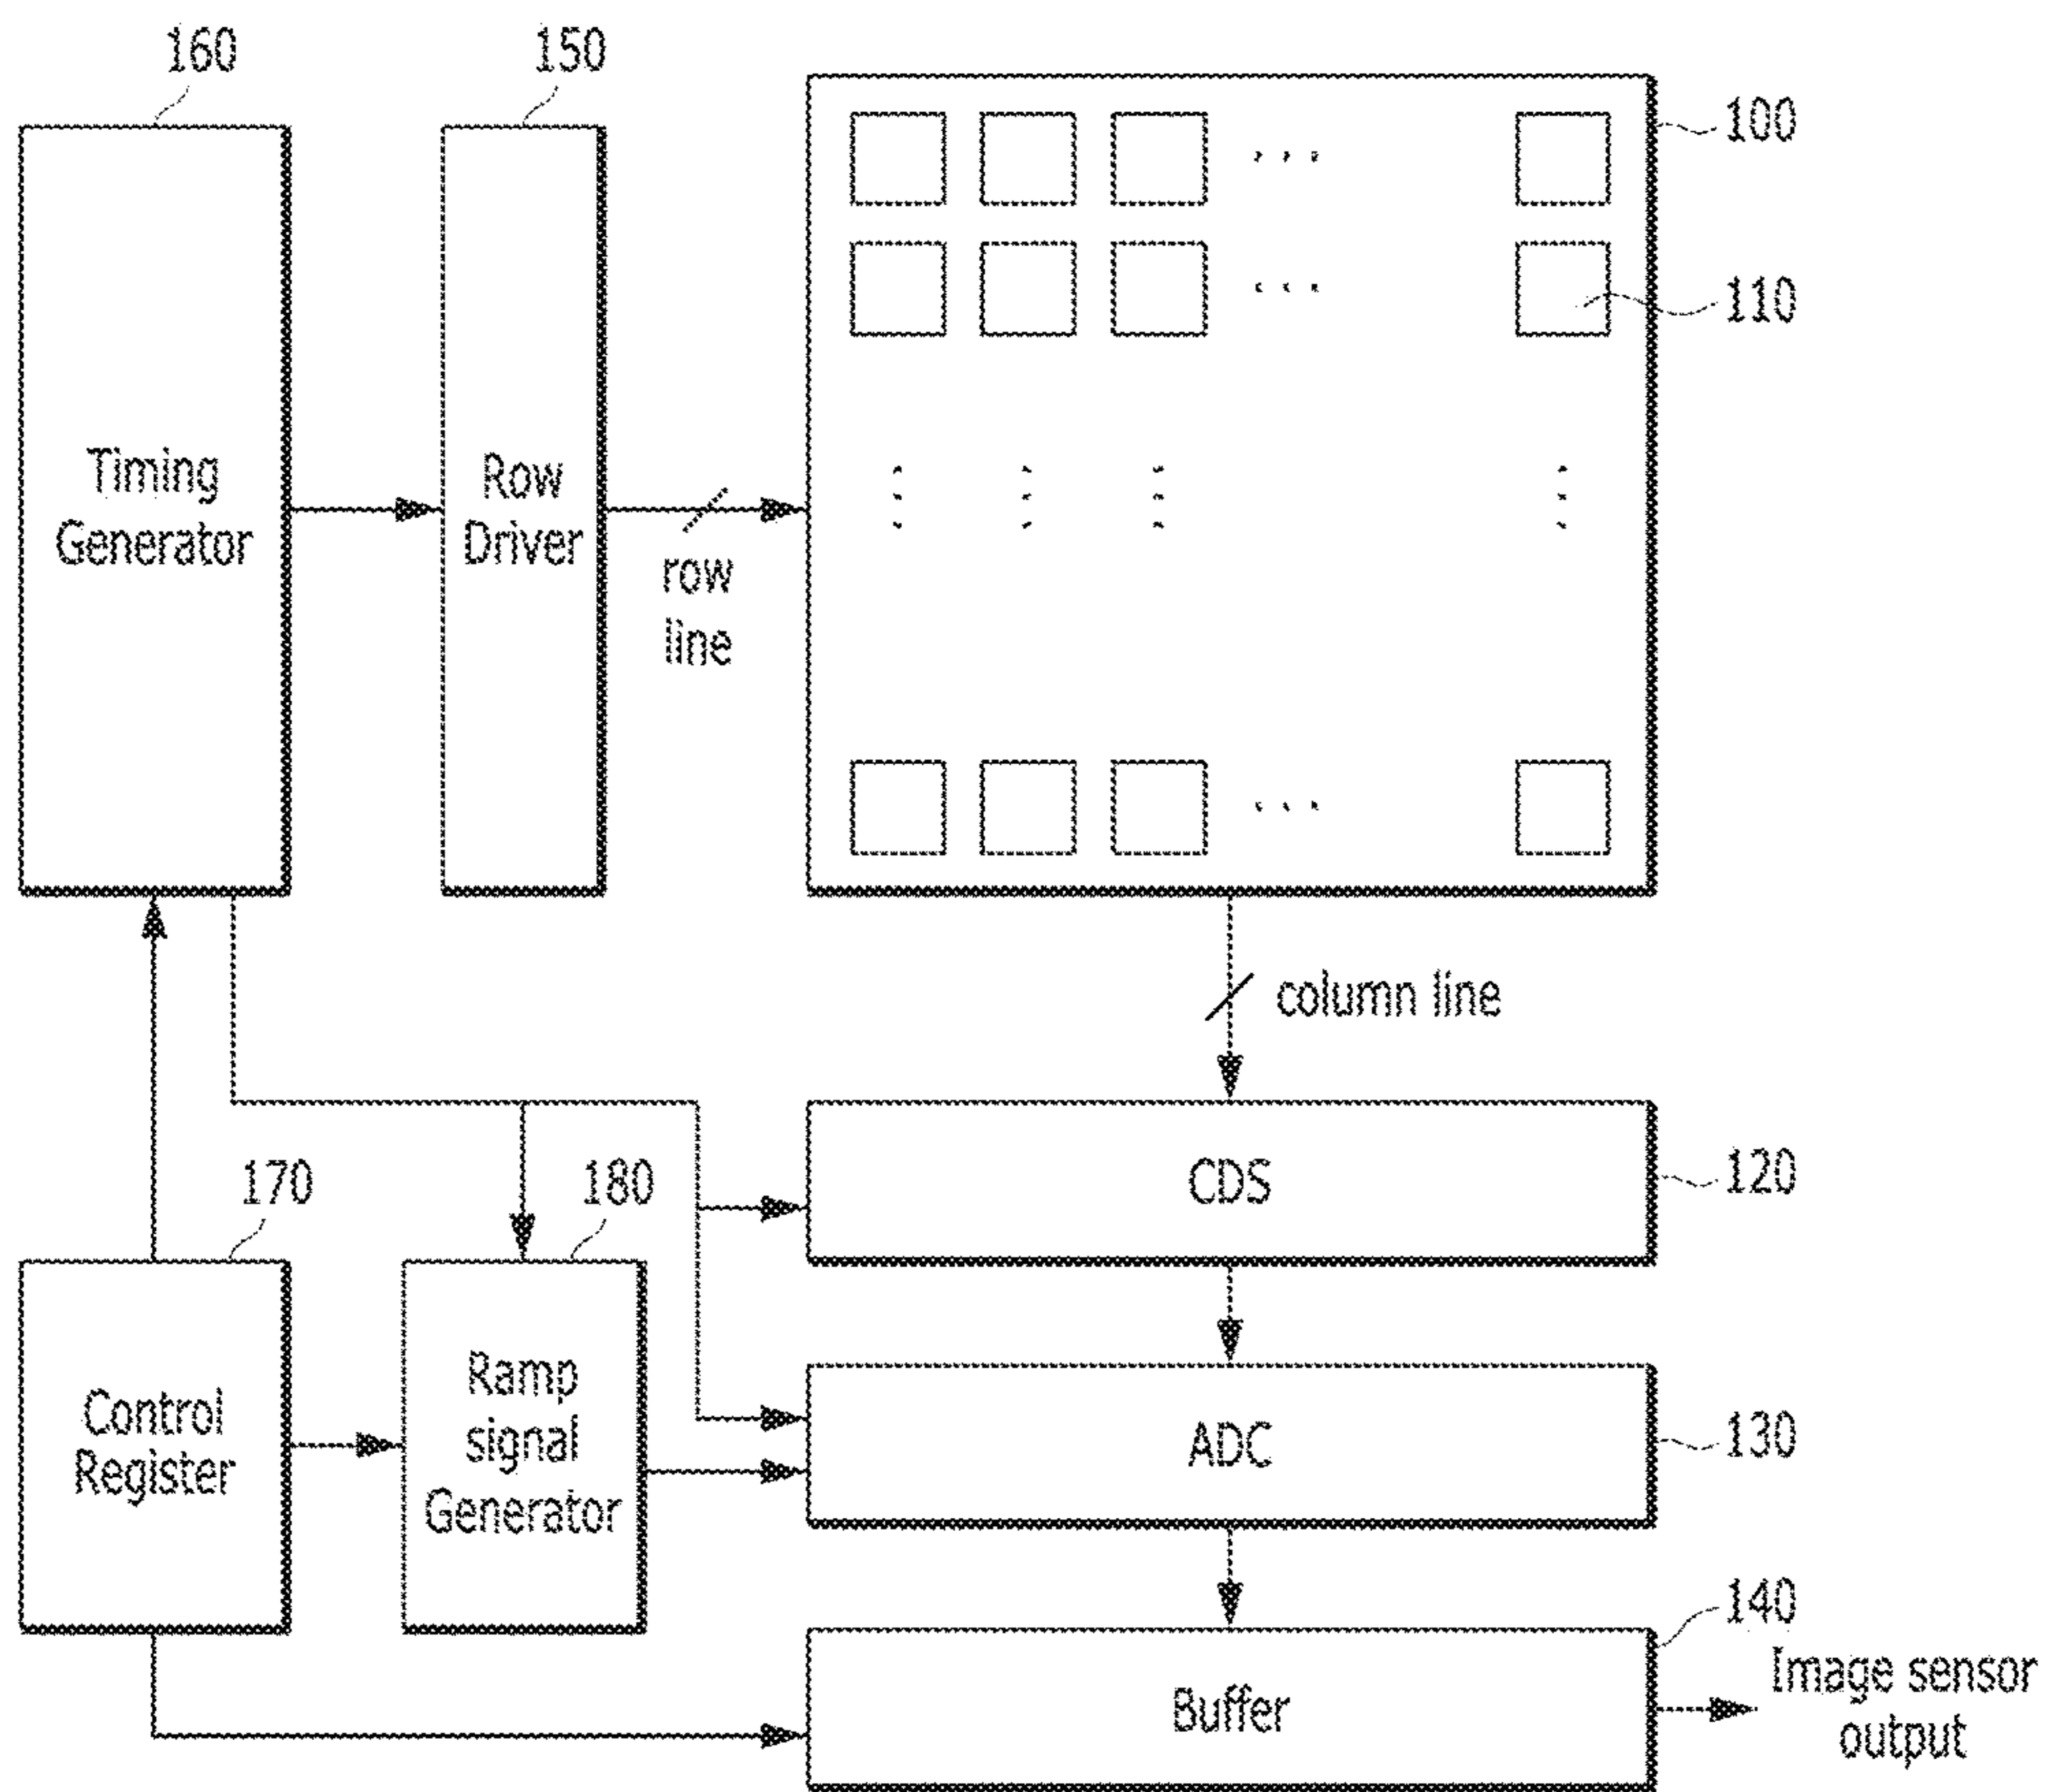 160
150
100
110
Timing
Generator
Row
Driver
row
line
column line
170
180
CDS
120
Control
Register
Ramp
signal
Generator
ADC
130
140
Buffer
Image sensor
output